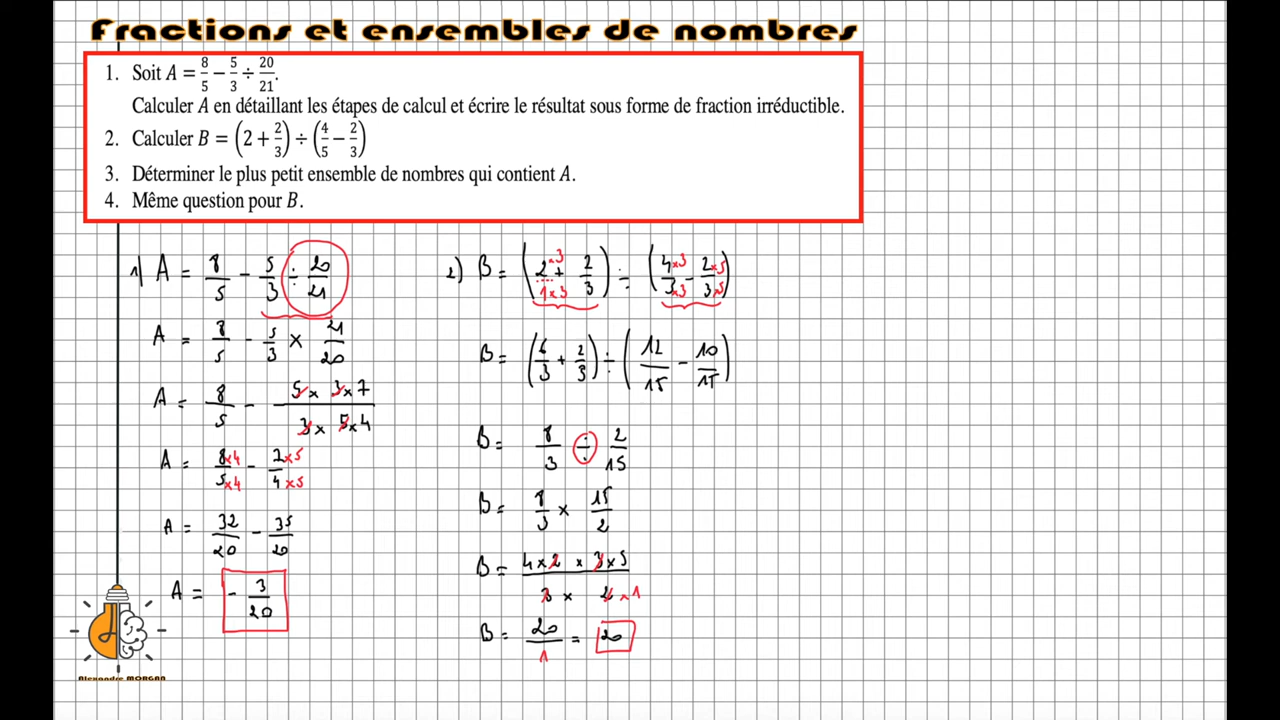 Fractions et ensembles de nombres
1. Soit A = 8/5 − 5/3 ÷ 20/21.
Calculer A en détaillant les étapes de calcul et écrire le résultat sous forme de fraction irréductible.
2. Calculer B = (2 + 2/3) ÷ (4/5 − 2/3)
3. Déterminer le plus petit ensemble de nombres qui contient A.
4. Même question pour B.
1) A = 8/5 − 5/3 ÷ 20/21
A = 8/5 − 5/3 × 21/20
A = 8/5 − (5 × 3 × 7)/(3 × 5 × 4)
A = (8 × 4)/(5 × 4) − (7 × 5)/(4 × 5)
A = 32/20 − 35/20
A = − 3/20
2) B = ((2 × 3)/(1 × 3) + 2/3) ÷ ((4 × 3)/(3 × 3) − (2 × 5)/(3 × 5))
B = (6/3 + 2/3) ÷ (12/15 − 10/15)
B = 8/3 ÷ 2/15
B = 8/3 × 15/2
B = (4 × 2 × 3 × 5)/(3 × 2 × 1)
B = 20/1 = 20
Alexandre MORGAN